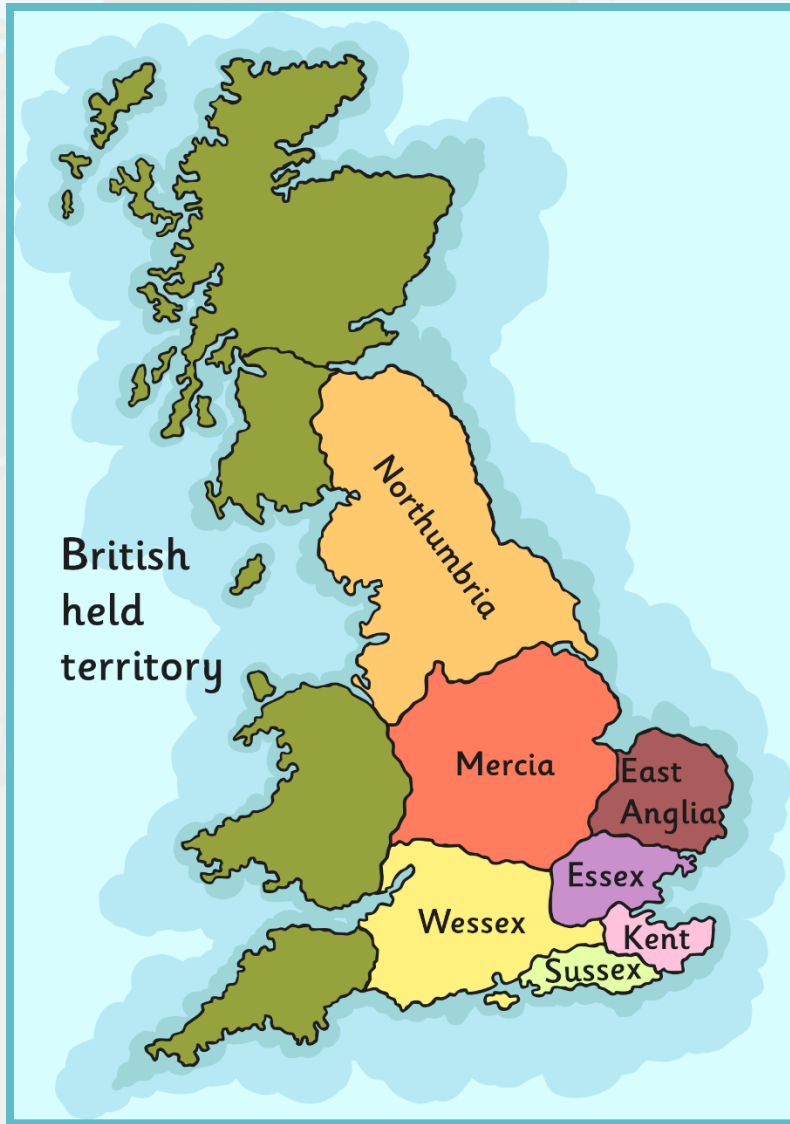 Northumbria
British
held
territory
Mercia
East
Anglia
Essex
Wessex
Kent
Sussex